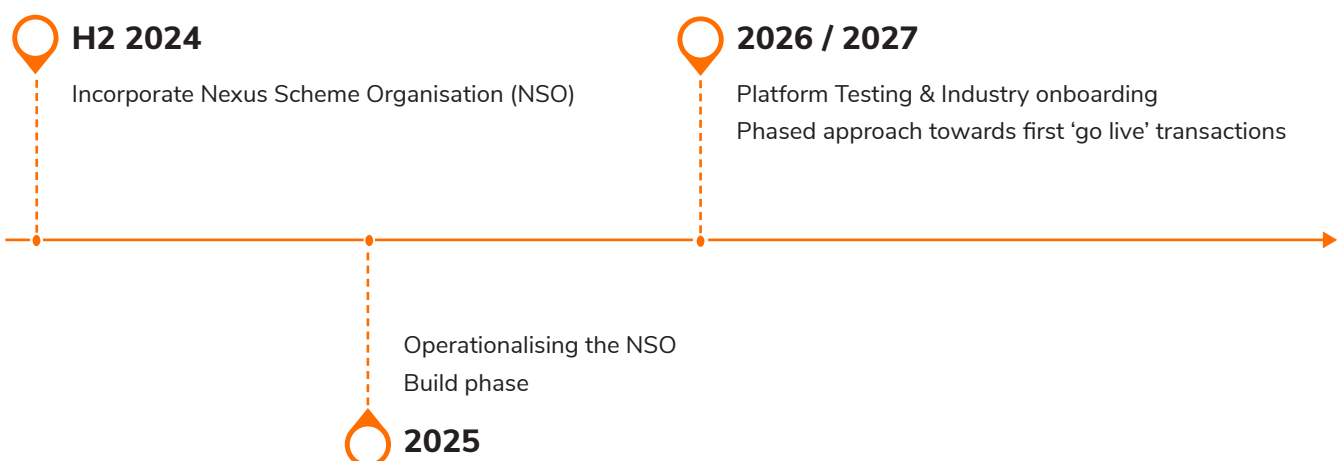 H2 2024
Incorporate Nexus Scheme Organisation (NSO)
2026 / 2027
Platform Testing & Industry onboarding
Phased approach towards first ‘go live’ transactions
Operationalising the NSO
Build phase
2025